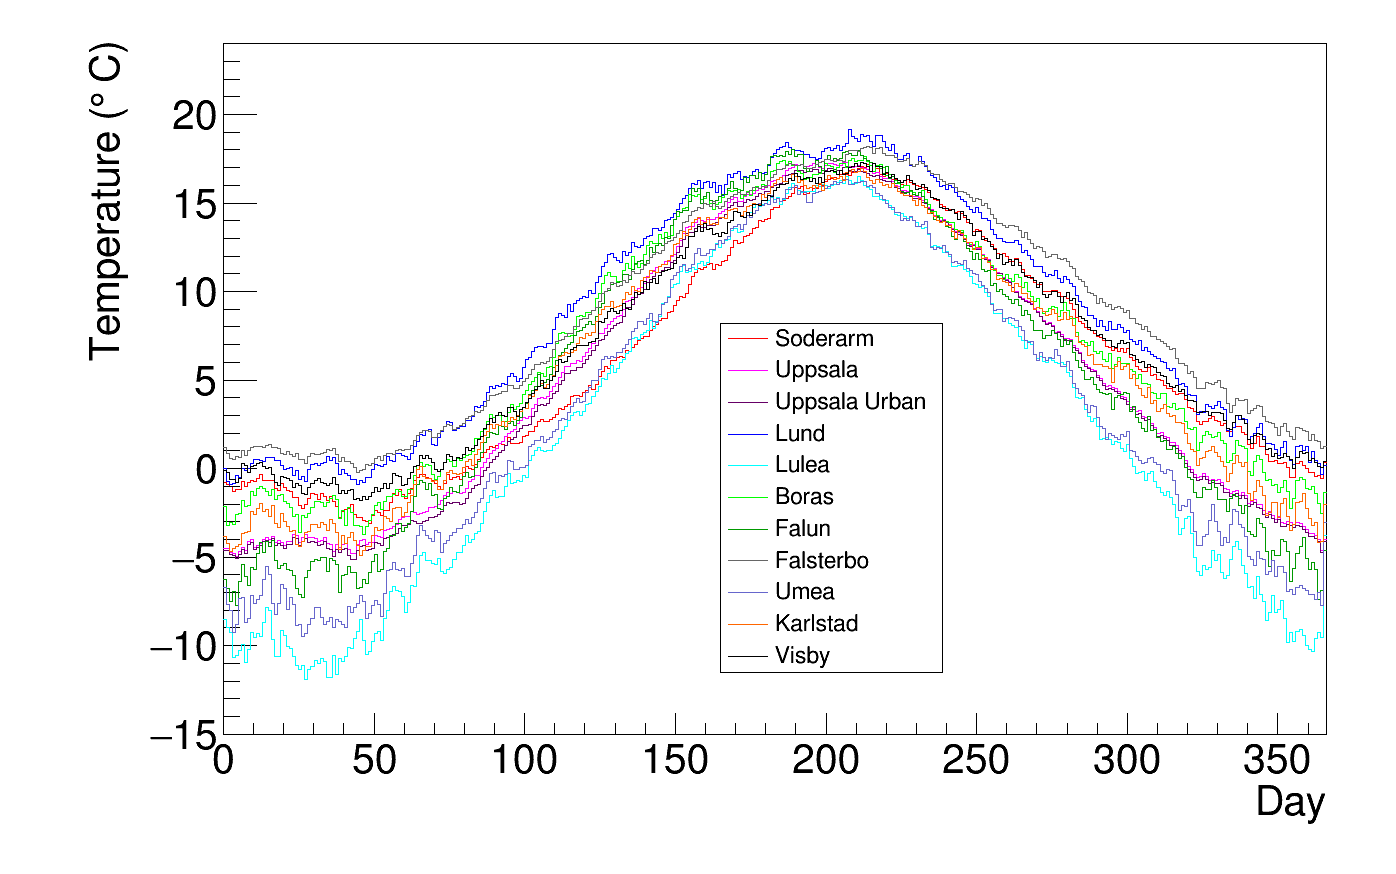 Temperature (° C)
20
15
10
5
0
−5
−10
−15
Soderarm
Uppsala
Uppsala Urban
Lund
Lulea
Boras
Falun
Falsterbo
Umea
Karlstad
Visby
0 50 100 150 200 250 300 350
Day